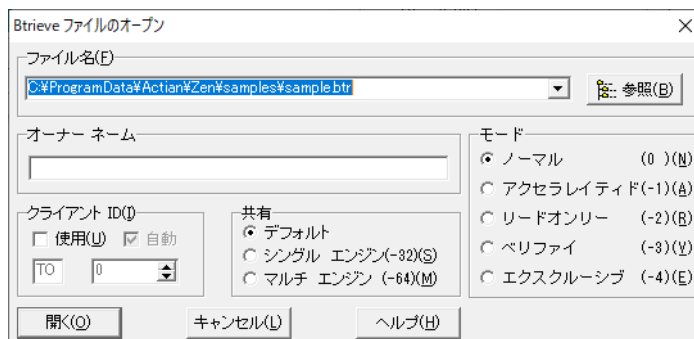 Btrieve ファイルのオープン
ファイル名(F)
C:¥ProgramData¥Actian¥Zen¥samples¥sample.btr
参照(B)
オーナー ネーム
モード
ノーマル (0 )(N)
アクセラレイティド(-1)(A)
リードオンリー (-2)(R)
ベリファイ (-3)(V)
エクスクルーシブ (-4)(E)
クライアント ID(I)
使用(U) 自動
TO 0
共有
デフォルト
シングル エンジン(-32)(S)
マルチ エンジン (-64)(M)
開く(O) キャンセル(L) ヘルプ(H)